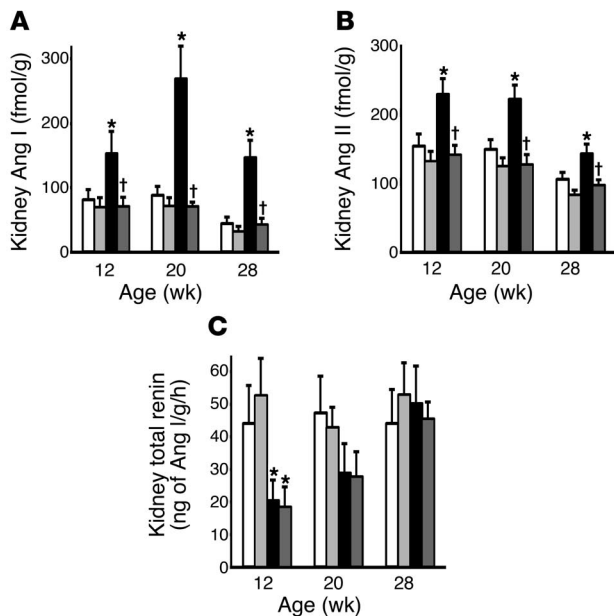 A
Kidney Ang I (fmol/g)
300
200
100
0
*
*
*
†
†
†
12 20 28
Age (wk)
B
Kidney Ang II (fmol/g)
300
200
100
0
*
*
*
†
†
†
12 20 28
Age (wk)
C
Kidney total renin
(ng of Ang I/g/h)
60
50
40
30
20
10
0
* *
12 20 28
Age (wk)